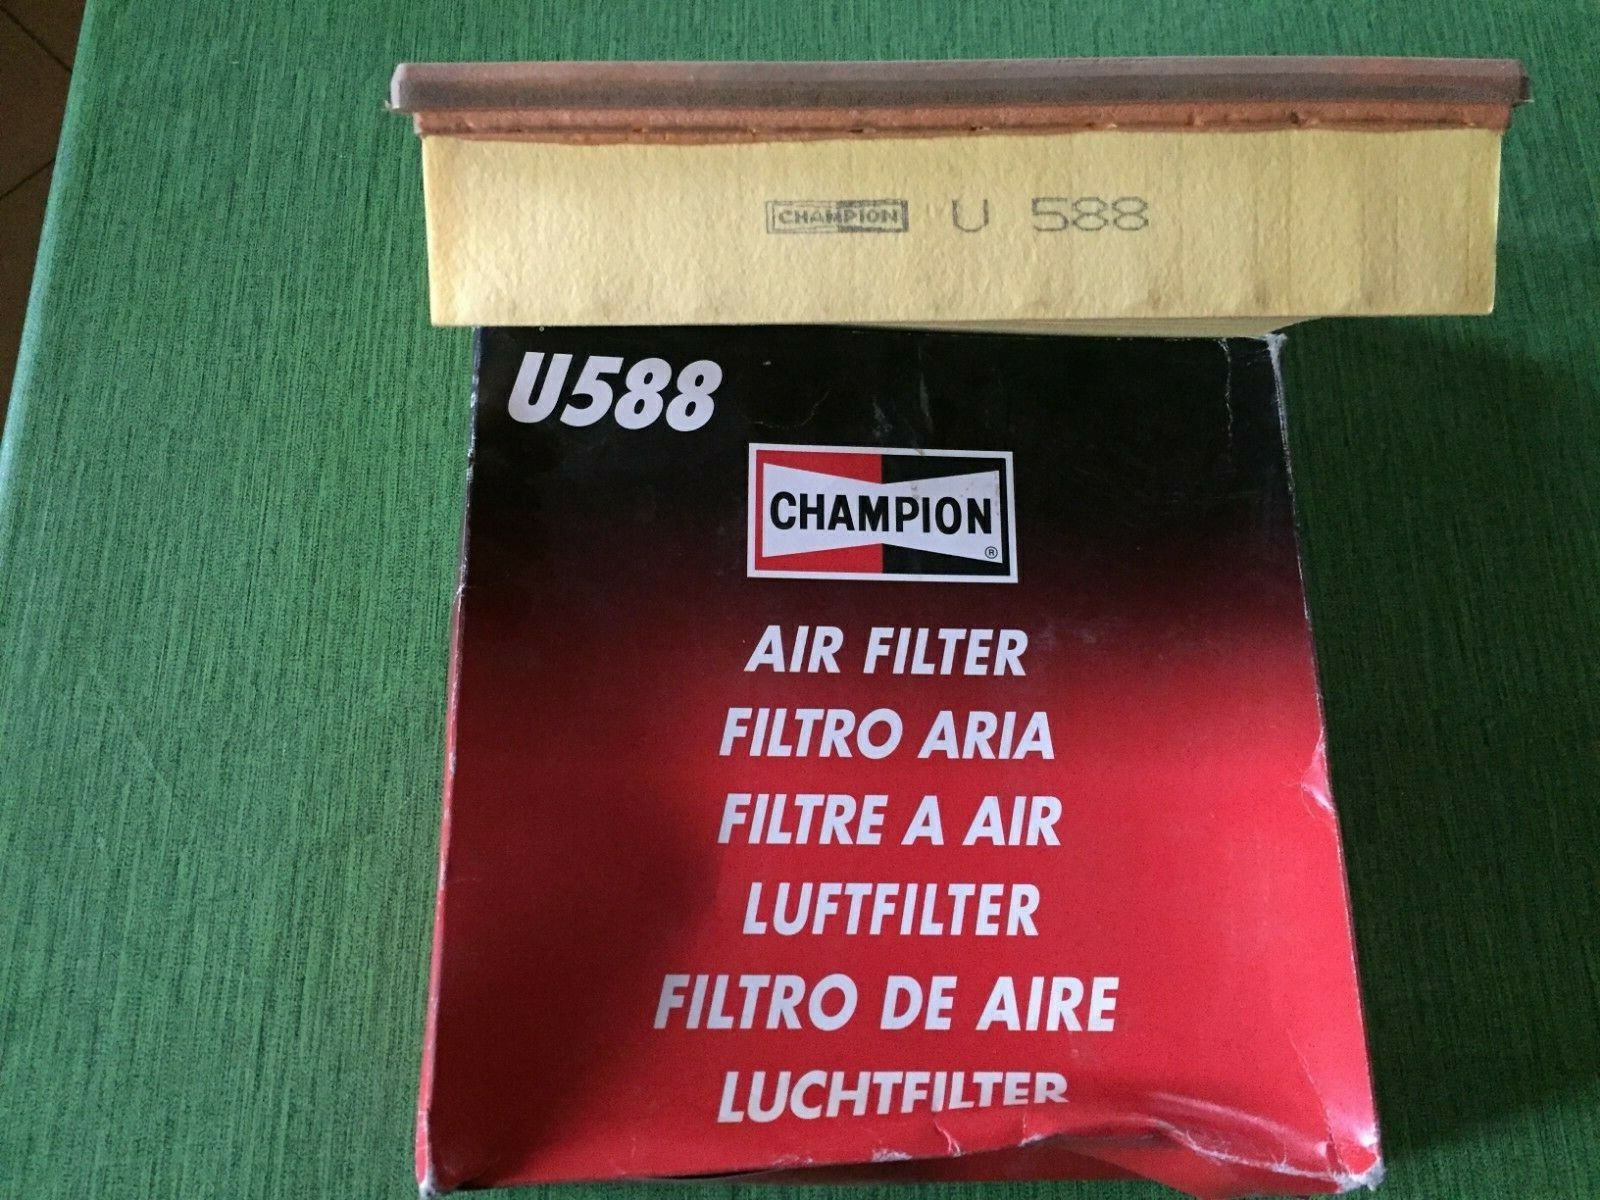 CHAMPION U 588
U588
CHAMPION
®
AIR FILTER
FILTRO ARIA
FILTRE A AIR
LUFTFILTER
FILTRO DE AIRE
LUCHTFILTER